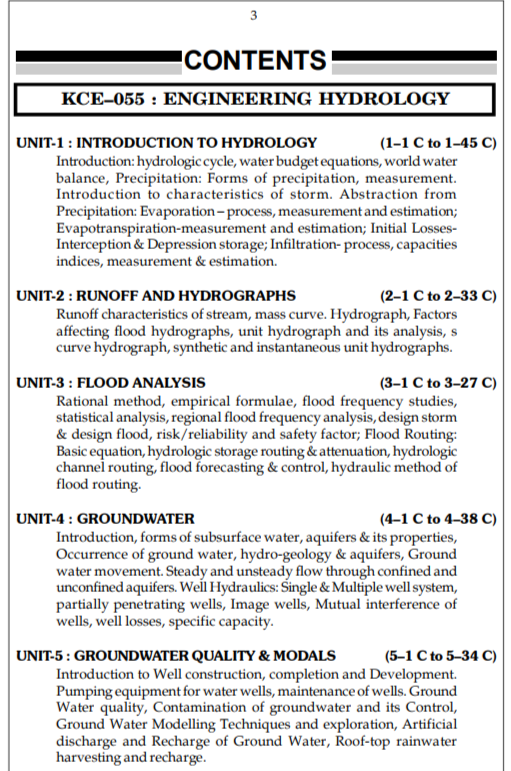 3
CONTENTS
KCE–055 : ENGINEERING HYDROLOGY
UNIT-1 : INTRODUCTION TO HYDROLOGY (1–1 C to 1–45 C)
Introduction: hydrologic cycle, water budget equations, world water
balance, Precipitation: Forms of precipitation, measurement.
Introduction to characteristics of storm. Abstraction from
Precipitation: Evaporation – process, measurement and estimation;
Evapotranspiration-measurement and estimation; Initial Losses-
Interception & Depression storage; Infiltration- process, capacities
indices, measurement & estimation.
UNIT-2 : RUNOFF AND HYDROGRAPHS (2–1 C to 2–33 C)
Runoff characteristics of stream, mass curve. Hydrograph, Factors
affecting flood hydrographs, unit hydrograph and its analysis, s
curve hydrograph, synthetic and instantaneous unit hydrographs.
UNIT-3 : FLOOD ANALYSIS (3–1 C to 3–27 C)
Rational method, empirical formulae, flood frequency studies,
statistical analysis, regional flood frequency analysis, design storm
& design flood, risk/reliability and safety factor; Flood Routing:
Basic equation, hydrologic storage routing & attenuation, hydrologic
channel routing, flood forecasting & control, hydraulic method of
flood routing.
UNIT-4 : GROUNDWATER (4–1 C to 4–38 C)
Introduction, forms of subsurface water, aquifers & its properties,
Occurrence of ground water, hydro-geology & aquifers, Ground
water movement. Steady and unsteady flow through confined and
unconfined aquifers. Well Hydraulics: Single & Multiple well system,
partially penetrating wells, Image wells, Mutual interference of
wells, well losses, specific capacity.
UNIT-5 : GROUNDWATER QUALITY & MODALS (5–1 C to 5–34 C)
Introduction to Well construction, completion and Development.
Pumping equipment for water wells, maintenance of wells. Ground
Water quality, Contamination of groundwater and its Control,
Ground Water Modelling Techniques and exploration, Artificial
discharge and Recharge of Ground Water, Roof-top rainwater
harvesting and recharge.